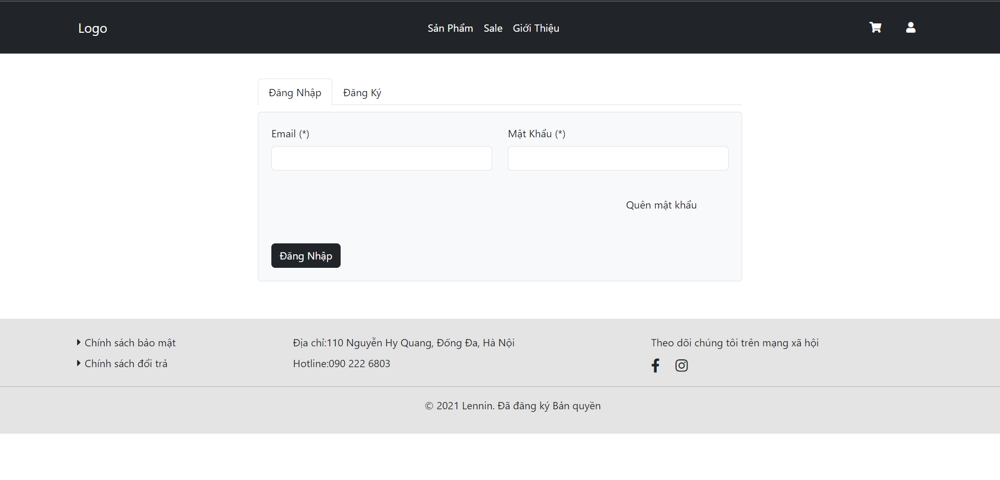 Logo
Sản Phẩm Sale Giới Thiệu
Đăng Nhập Đăng Ký
Email (*) Mật Khẩu (*)
Quên mật khẩu
Đăng Nhập
Chính sách bảo mật
Chính sách đổi trả
Địa chỉ:110 Nguyễn Hy Quang, Đống Đa, Hà Nội
Hotline:090 222 6803
Theo dõi chúng tôi trên mạng xã hội
© 2021 Lennin. Đã đăng ký Bản quyền